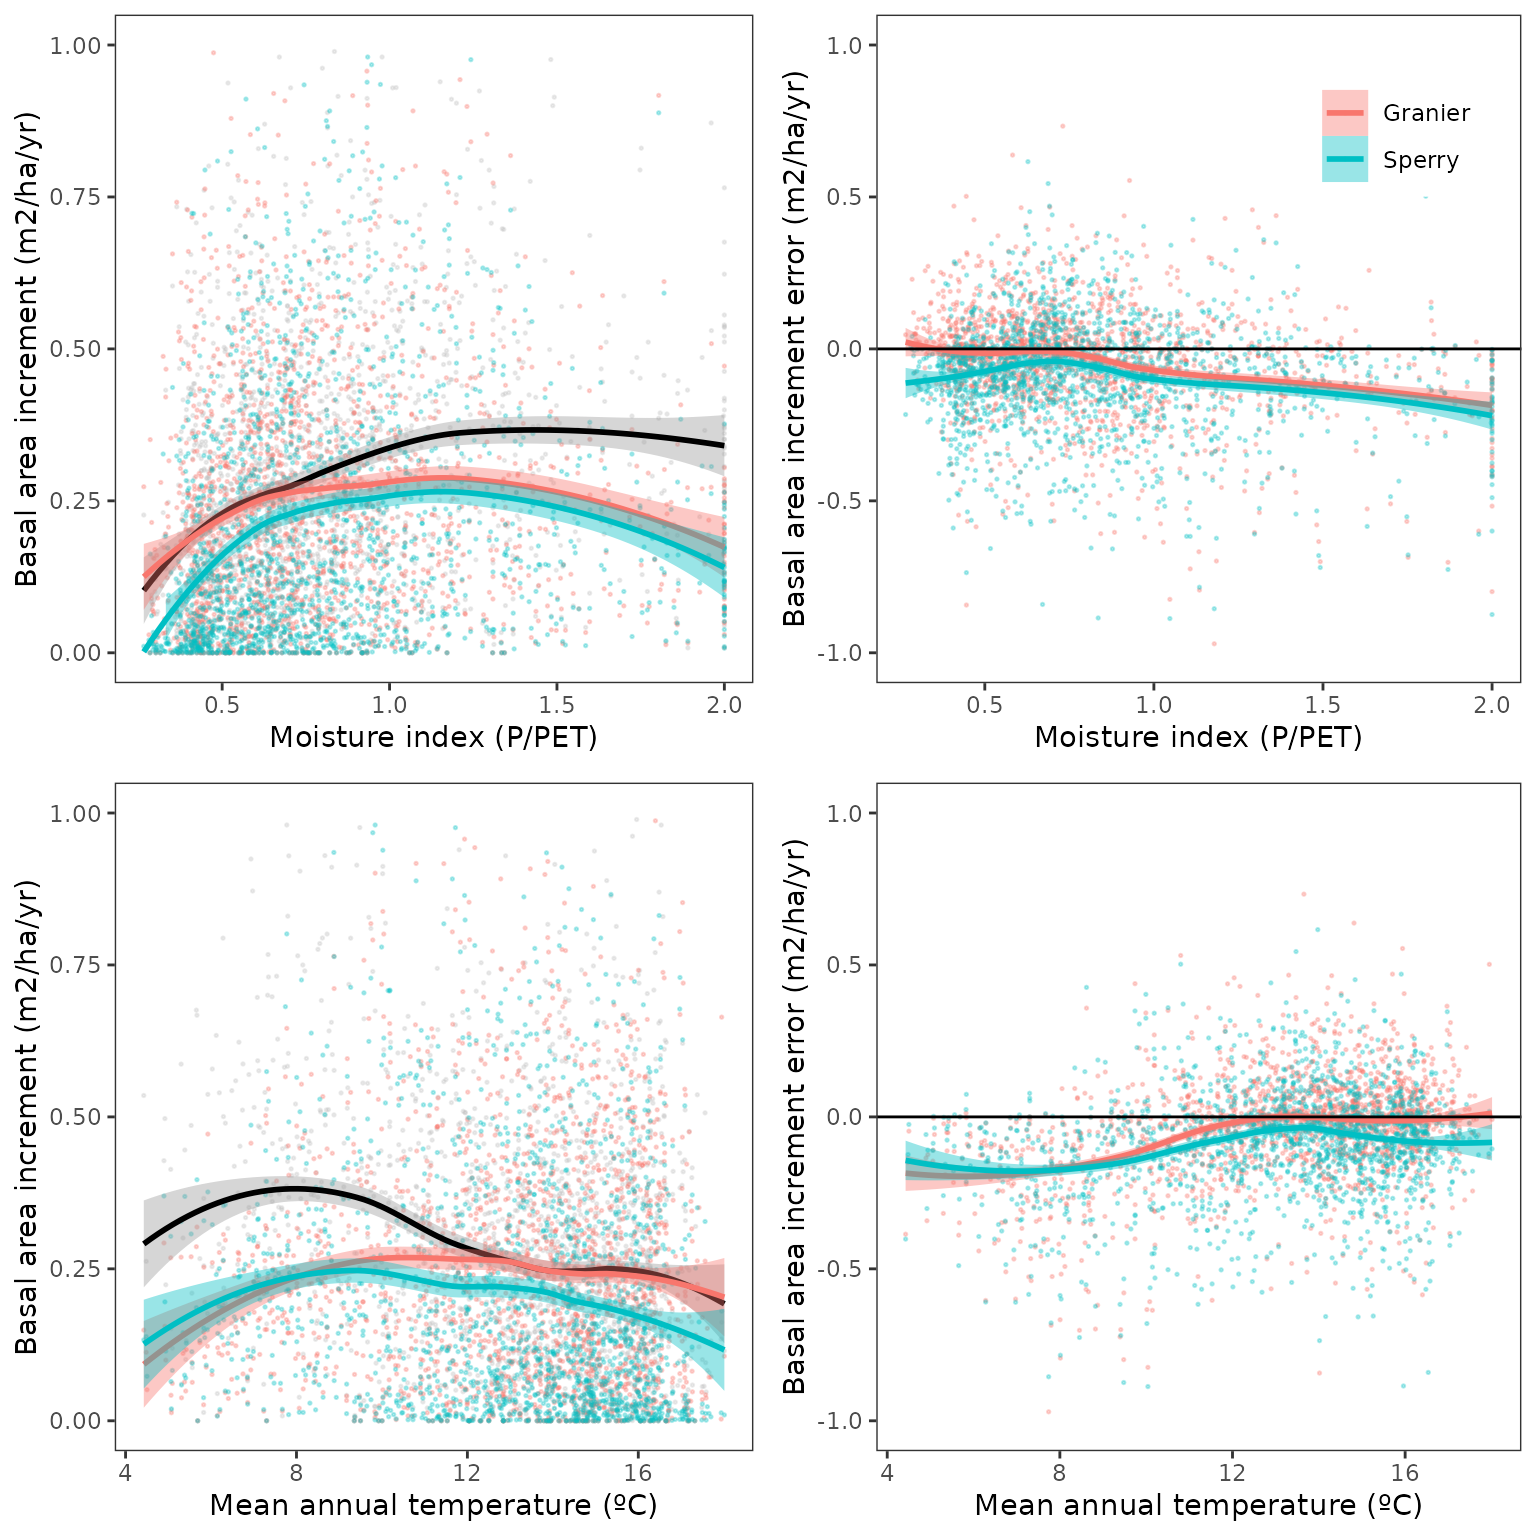 Basal area increment (m2/ha/yr)
1.00
0.75
0.50
0.25
0.00
0.5 1.0 1.5 2.0
Moisture index (P/PET)
Basal area increment error (m2/ha/yr)
1.0
0.5
0.0
-0.5
-1.0
0.5 1.0 1.5 2.0
Moisture index (P/PET)
Granier
Sperry
Basal area increment (m2/ha/yr)
1.00
0.75
0.50
0.25
0.00
4 8 12 16
Mean annual temperature (ºC)
Basal area increment error (m2/ha/yr)
1.0
0.5
0.0
-0.5
-1.0
4 8 12 16
Mean annual temperature (ºC)